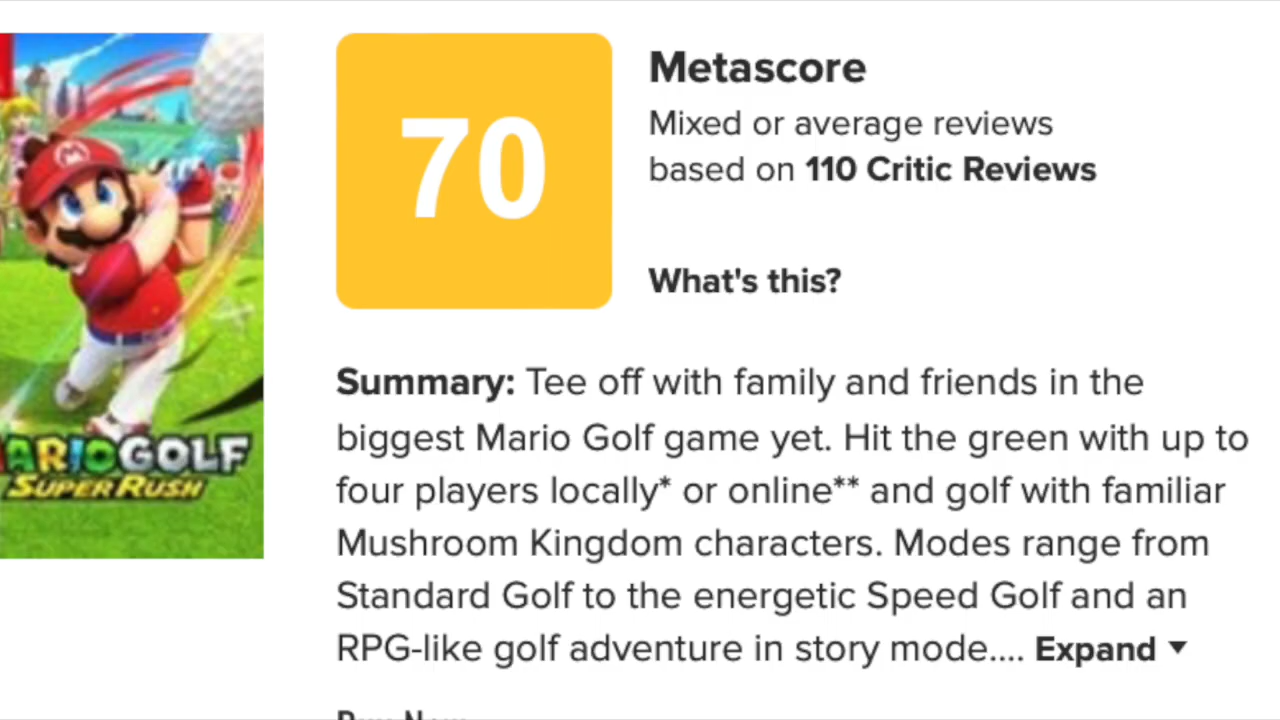 70
Metascore
Mixed or average reviews
based on 110 Critic Reviews
What's this?
Summary: Tee off with family and friends in the
biggest Mario Golf game yet. Hit the green with up to
four players locally* or online** and golf with familiar
Mushroom Kingdom characters. Modes range from
Standard Golf to the energetic Speed Golf and an
RPG-like golf adventure in story mode.... Expand
M
ARIO GOLF
SUPER RUSH